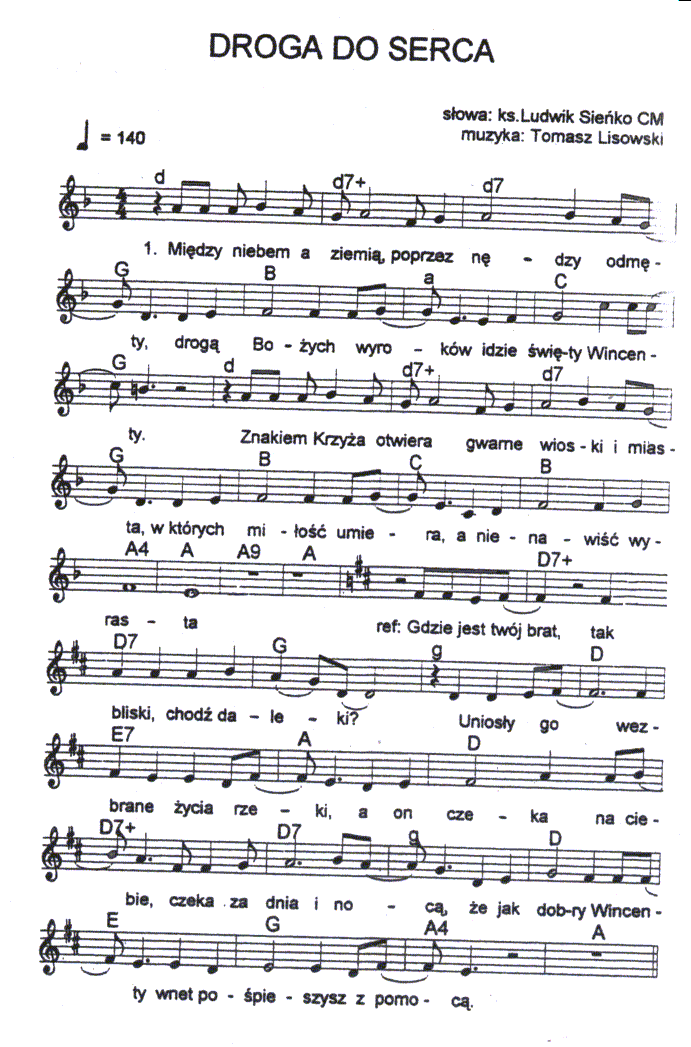 DROGA DO SERCA
słowa: ks.Ludwik Sieńko CM
= 140
muzyka: Tomasz Lisowski
d d7+ d7
4 4
1. Między niebem a ziemią, poprzez nę - dzy odmę -
G B a C
ty, drogą Bo - żych wyro - ków idzie świę-ty Wincen -
G d d7+ d7
ty. Znakiem Krzyża otwiera gwarne wios - ki i mias -
G B C B
ta, w których mi - łość umie - ra, a nie - na - wiść wy -
A4 A A9 A D7+
ras - ta ref: Gdzie jest twój brat, tak
D7 G g D
bliski, chodź da - le - ki? Uniosły go wez -
E7 A D
brane życia rze - ki, a on cze - ka na cie -
D7+ D7 g D
bie, czeka za dnia i no - cą, że jak dob-ry Wincen -
E G A4 A
ty wnet po - śpie - szysz z pomo - cą.